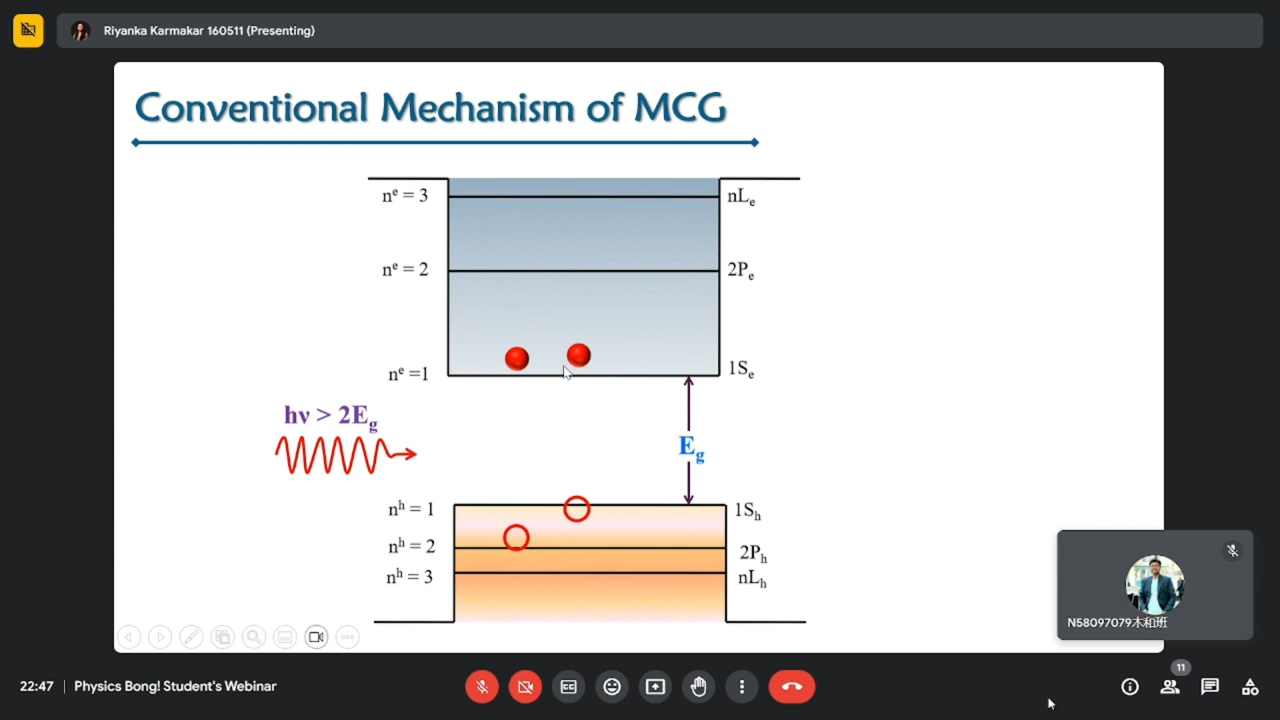 Riyanka Karmakar 160511 (Presenting)
Conventional Mechanism of MCG
nᵉ = 3
nLₑ
nᵉ = 2
2Pₑ
nᵉ =1
1Sₑ
hν > 2E_g
E_g
nʰ = 1
1Sₕ
nʰ = 2
2Pₕ
nʰ = 3
nLₕ
N58097079木和班
22:47 | Physics Bong! Student's Webinar
11